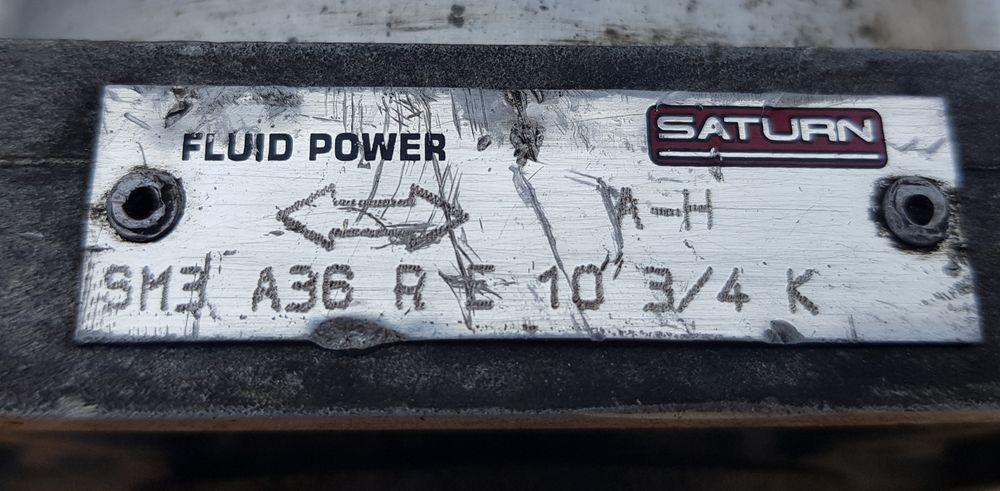 FLUID POWER SATURN
A-H
SM3 A36 R E 10 3/4 K